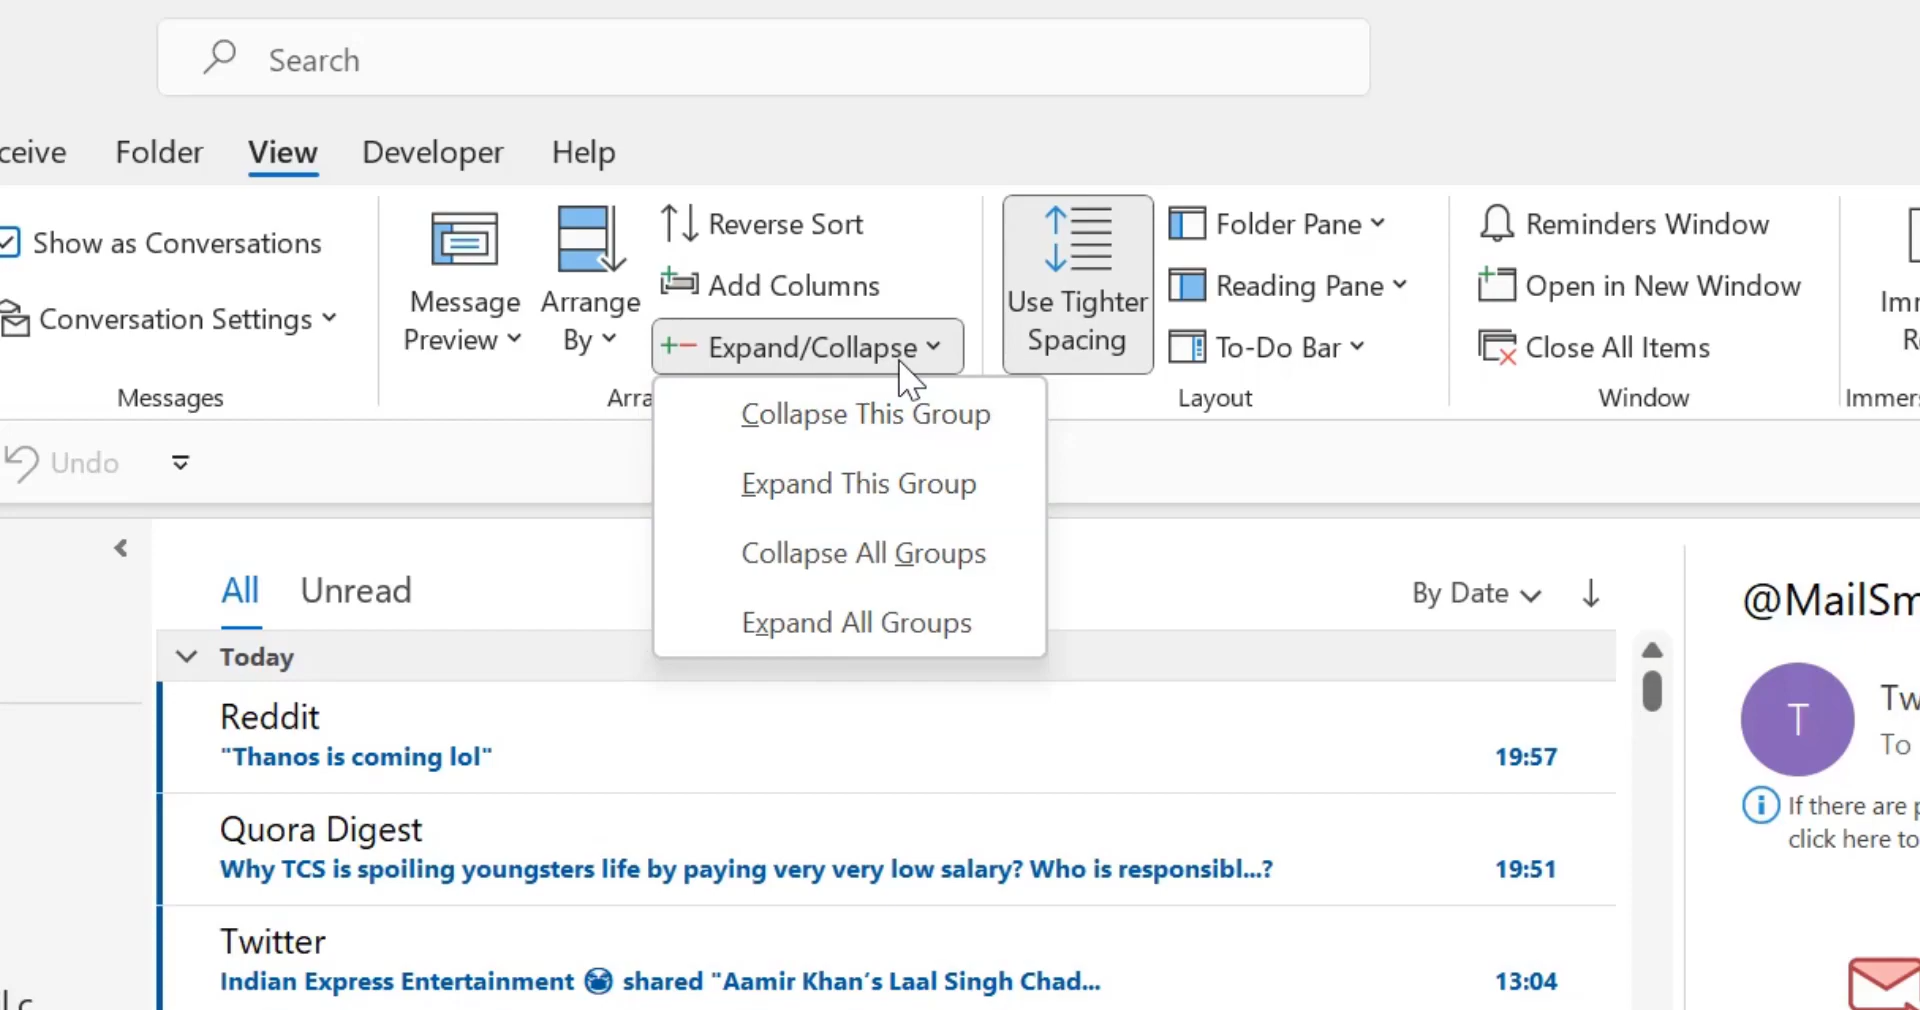 Search
ceive Folder View Developer Help
Show as Conversations
Conversation Settings
Messages
Message Preview
Arrange By
Reverse Sort
Add Columns
Expand/Collapse
Arra
Collapse This Group
Expand This Group
Collapse All Groups
Expand All Groups
Use Tighter Spacing
Folder Pane
Reading Pane
To-Do Bar
Layout
Reminders Window
Open in New Window
Close All Items
Window
Immers
Undo
All Unread
By Date
Today
Reddit
"Thanos is coming lol" 19:57
Quora Digest
Why TCS is spoiling youngsters life by paying very very low salary? Who is responsibl...? 19:51
Twitter
Indian Express Entertainment 😭 shared "Aamir Khan’s Laal Singh Chad... 13:04
@MailSm
T
Tw
To
If there are p
click here to